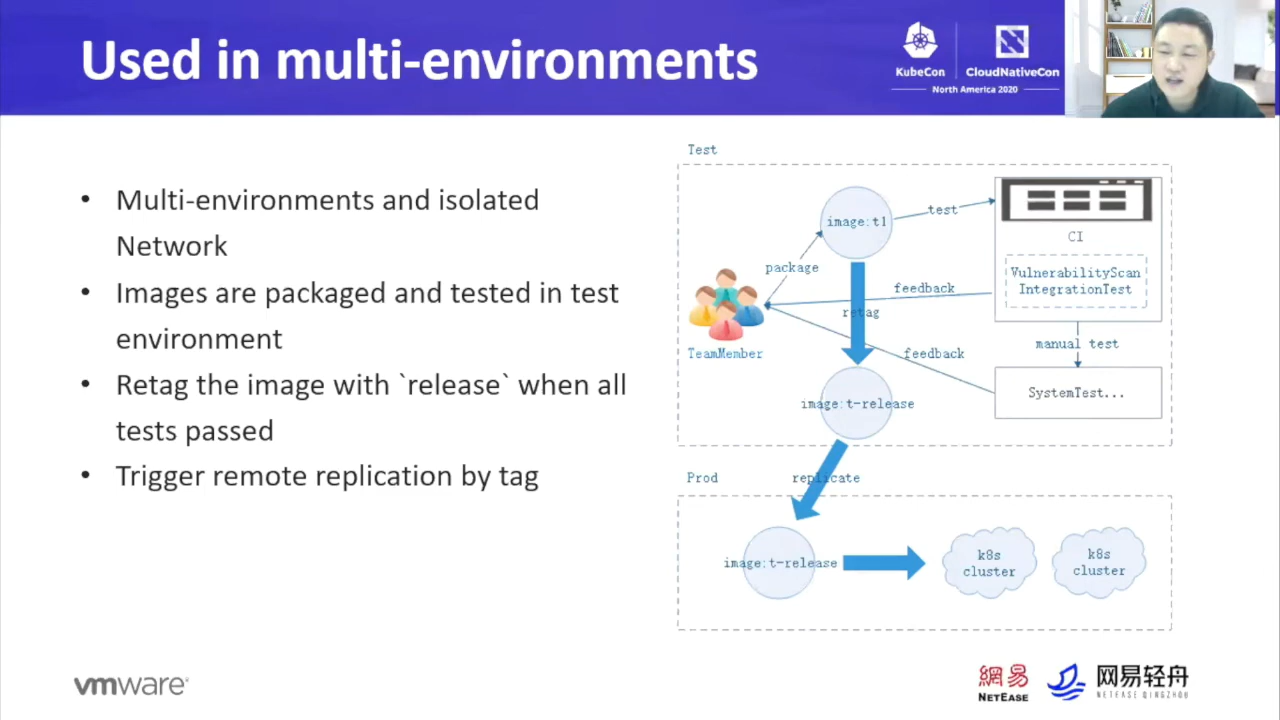 Used in multi-environments
KubeCon
CloudNativeCon
North America 2020
• Multi-environments and isolated
Network
• Images are packaged and tested in test
environment
• Retag the image with `release` when all
tests passed
• Trigger remote replication by tag
Test
image:t1
test
CI
VulnerabilityScan
IntegrationTest
package
feedback
retag
TeamMember
feedback
manual test
SystemTest...
image:t-release
Prod
replicate
image:t-release
k8s
cluster
k8s
cluster
vmware®
網易
NETEASE
网易轻舟
NETEASE QINGZHOU